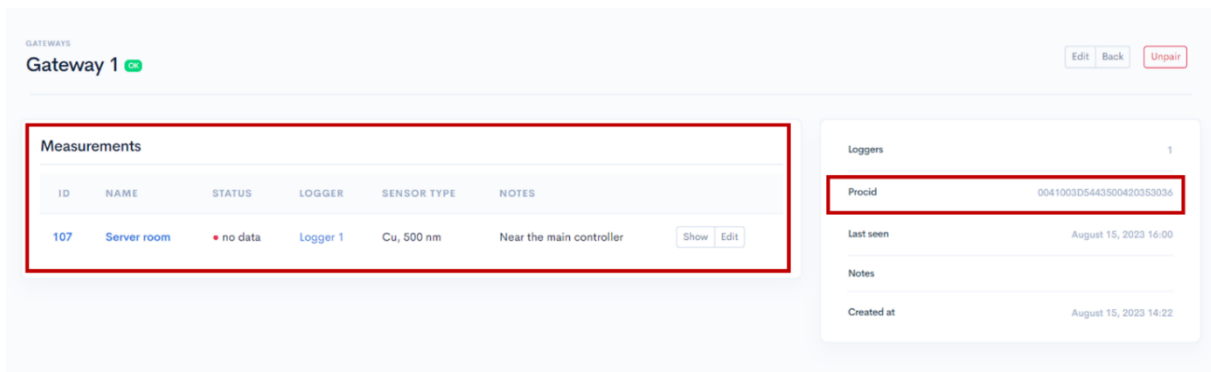 GATEWAYS
Gateway 1 OK
Edit Back Unpair
Measurements
ID NAME STATUS LOGGER SENSOR TYPE NOTES
107 Server room no data Logger 1 Cu, 500 nm Near the main controller Show Edit
Loggers 1
Procid 0041003D5443500420353036
Last seen August 15, 2023 16:00
Notes
Created at August 15, 2023 14:22